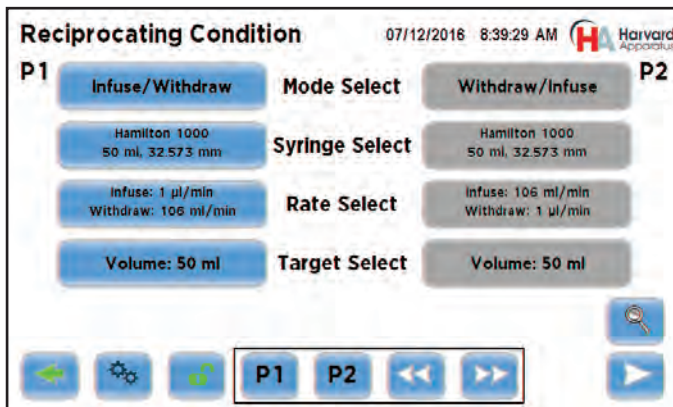 Reciprocating Condition 07/12/2016 8:39:29 AM HA Harvard Apparatus
P1 P2
Infuse/Withdraw Mode Select Withdraw/Infuse
Hamilton 1000
50 ml, 32.573 mm
Syringe Select
Hamilton 1000
50 ml, 32.573 mm
Infuse: 1 µl/min
Withdraw: 106 ml/min
Rate Select
Infuse: 106 ml/min
Withdraw: 1 µl/min
Volume: 50 ml Target Select Volume: 50 ml
P1 P2